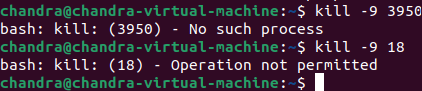 chandra@chandra-virtual-machine:~$ kill -9 3950
bash: kill: (3950) - No such process
chandra@chandra-virtual-machine:~$ kill -9 18
bash: kill: (18) - Operation not permitted
chandra@chandra-virtual-machine:~$